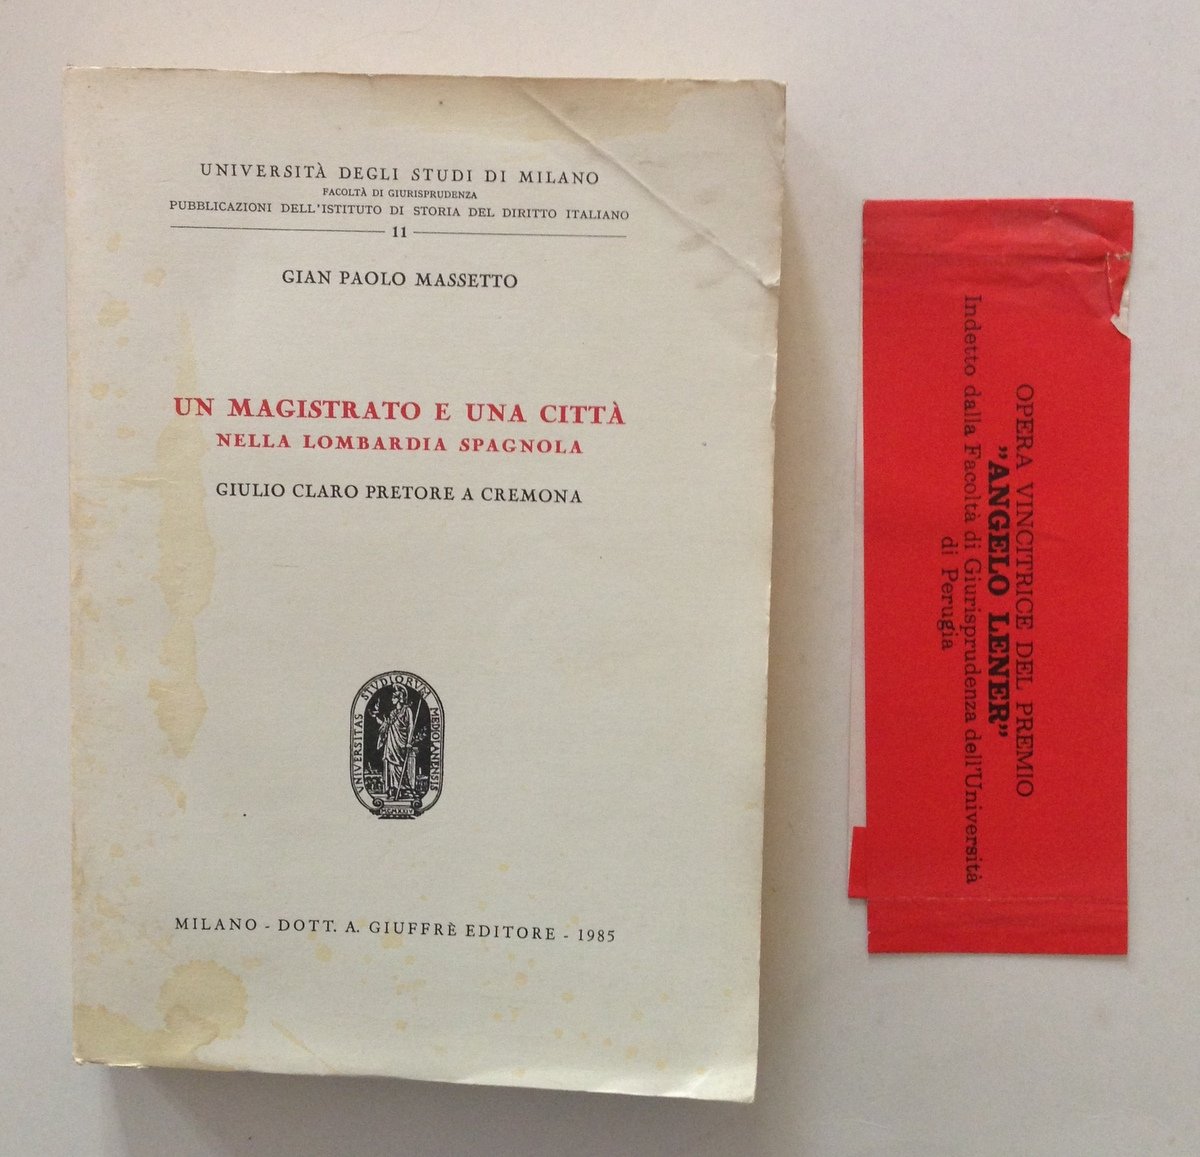 UNIVERSITÀ DEGLI STUDI DI MILANO
FACOLTÀ DI GIURISPRUDENZA
PUBBLICAZIONI DELL'ISTITUTO DI STORIA DEL DIRITTO ITALIANO
11
GIAN PAOLO MASSETTO
UN MAGISTRATO E UNA CITTÀ
NELLA LOMBARDIA SPAGNOLA
GIULIO CLARO PRETORE A CREMONA
UNIVERSITAS STUDIORUM MEDIOLANENSIS
MCMXXIV
MILANO - DOTT. A. GIUFFRÈ EDITORE - 1985
OPERA VINCITRICE DEL PREMIO
"ANGELO LENER"
Indetto dalla Facoltà di Giurisprudenza dell'Università
di Perugia